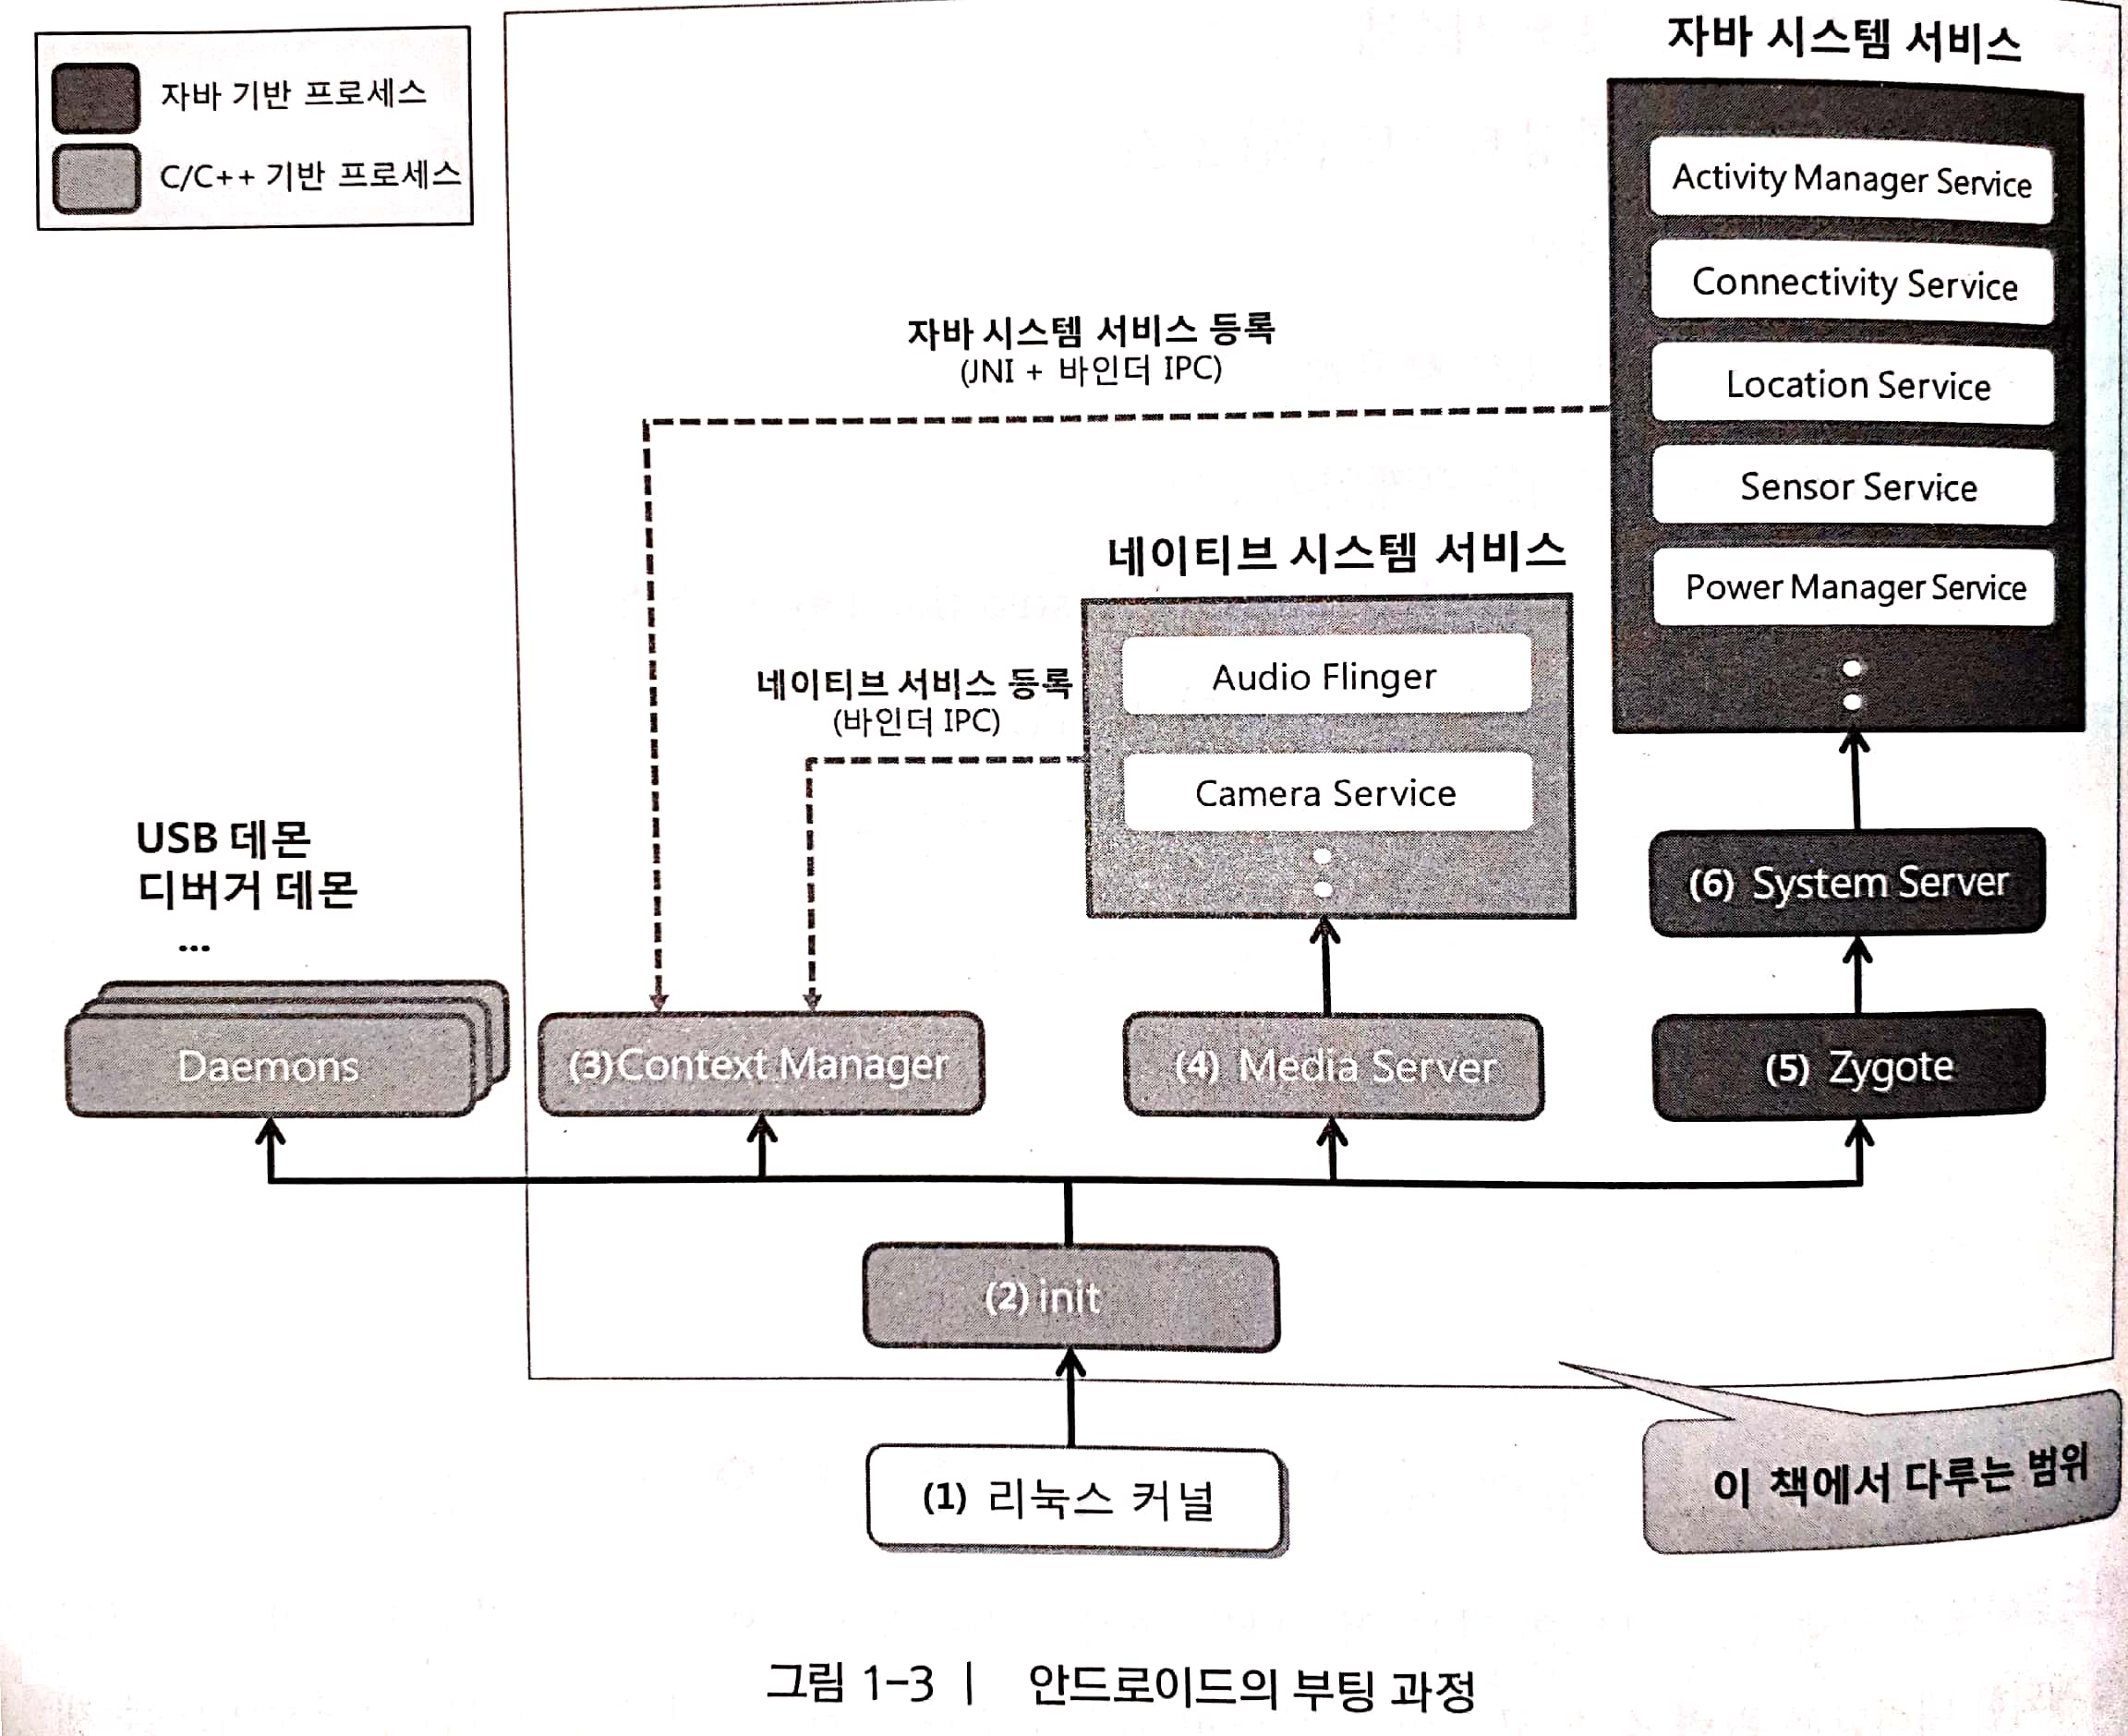 자바 기반 프로세스
C/C++ 기반 프로세스
자바 시스템 서비스
Activity Manager Service
Connectivity Service
Location Service
Sensor Service
Power Manager Service
자바 시스템 서비스 등록
(JNI + 바인더 IPC)
네이티브 시스템 서비스
Audio Flinger
Camera Service
네이티브 서비스 등록
(바인더 IPC)
USB 데몬
디버거 데몬
...
(6) System Server
Daemons
(3)Context Manager
(4) Media Server
(5) Zygote
(2) init
(1) 리눅스 커널
이 책에서 다루는 범위
그림 1-3 | 안드로이드의 부팅 과정